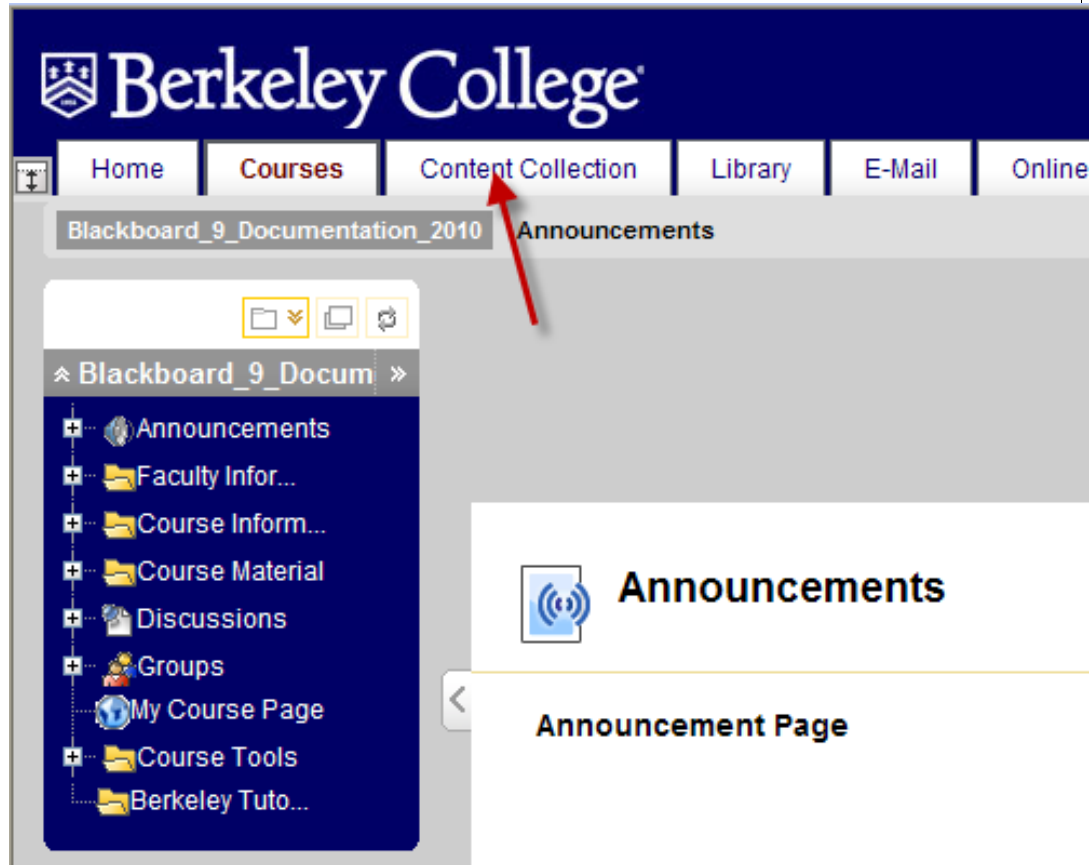 Berkeley College
Home Courses Content Collection Library E-Mail Online
Blackboard_9_Documentation_2010 Announcements
Blackboard_9_Docum
Announcements
Faculty Infor...
Course Inform...
Course Material
Discussions
Groups
My Course Page
Course Tools
Berkeley Tuto...
Announcements
Announcement Page